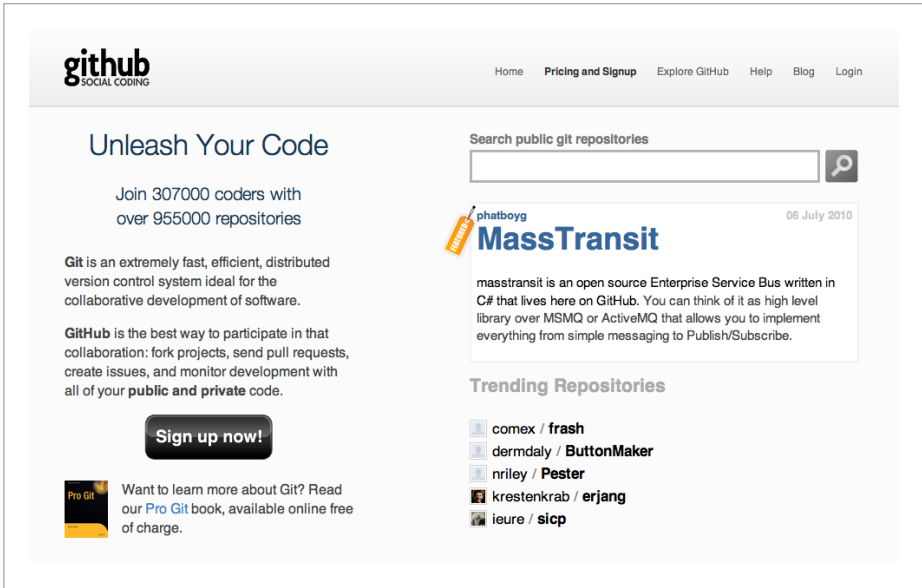 github
SOCIAL CODING
Home Pricing and Signup Explore GitHub Help Blog Login
Unleash Your Code
Join 307000 coders with
over 955000 repositories
Git is an extremely fast, efficient, distributed
version control system ideal for the
collaborative development of software.
GitHub is the best way to participate in that
collaboration: fork projects, send pull requests,
create issues, and monitor development with
all of your public and private code.
Sign up now!
Pro Git
Want to learn more about Git? Read
our Pro Git book, available online free
of charge.
Search public git repositories
FEATURED
phatboyg 06 July 2010
MassTransit
masstransit is an open source Enterprise Service Bus written in
C# that lives here on GitHub. You can think of it as high level
library over MSMQ or ActiveMQ that allows you to implement
everything from simple messaging to Publish/Subscribe.
Trending Repositories
comex / frash
dermdaly / ButtonMaker
nriley / Pester
krestenkrab / erjang
ieure / sicp